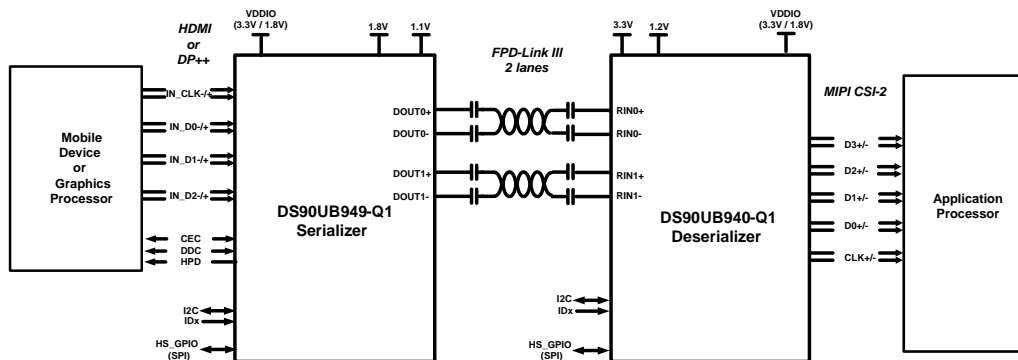 HDMI
or
DP++
VDDIO
(3.3V / 1.8V)
1.8V
1.1V
FPD-Link III
2 lanes
3.3V
1.2V
VDDIO
(3.3V / 1.8V)
MIPI CSI-2
Mobile
Device
or
Graphics
Processor
IN_CLK-/+
IN_D0-/+
IN_D1-/+
IN_D2-/+
CEC
DDC
HPD
I2C
IDx
HS_GPIO
(SPI)
DS90UB949-Q1
Serializer
DOUT0+
DOUT0-
DOUT1+
DOUT1-
RIN0+
RIN0-
RIN1+
RIN1-
DS90UB940-Q1
Deserializer
I2C
IDx
HS_GPIO
(SPI)
D3+/-
D2+/-
D1+/-
D0+/-
CLK+/-
Application
Processor